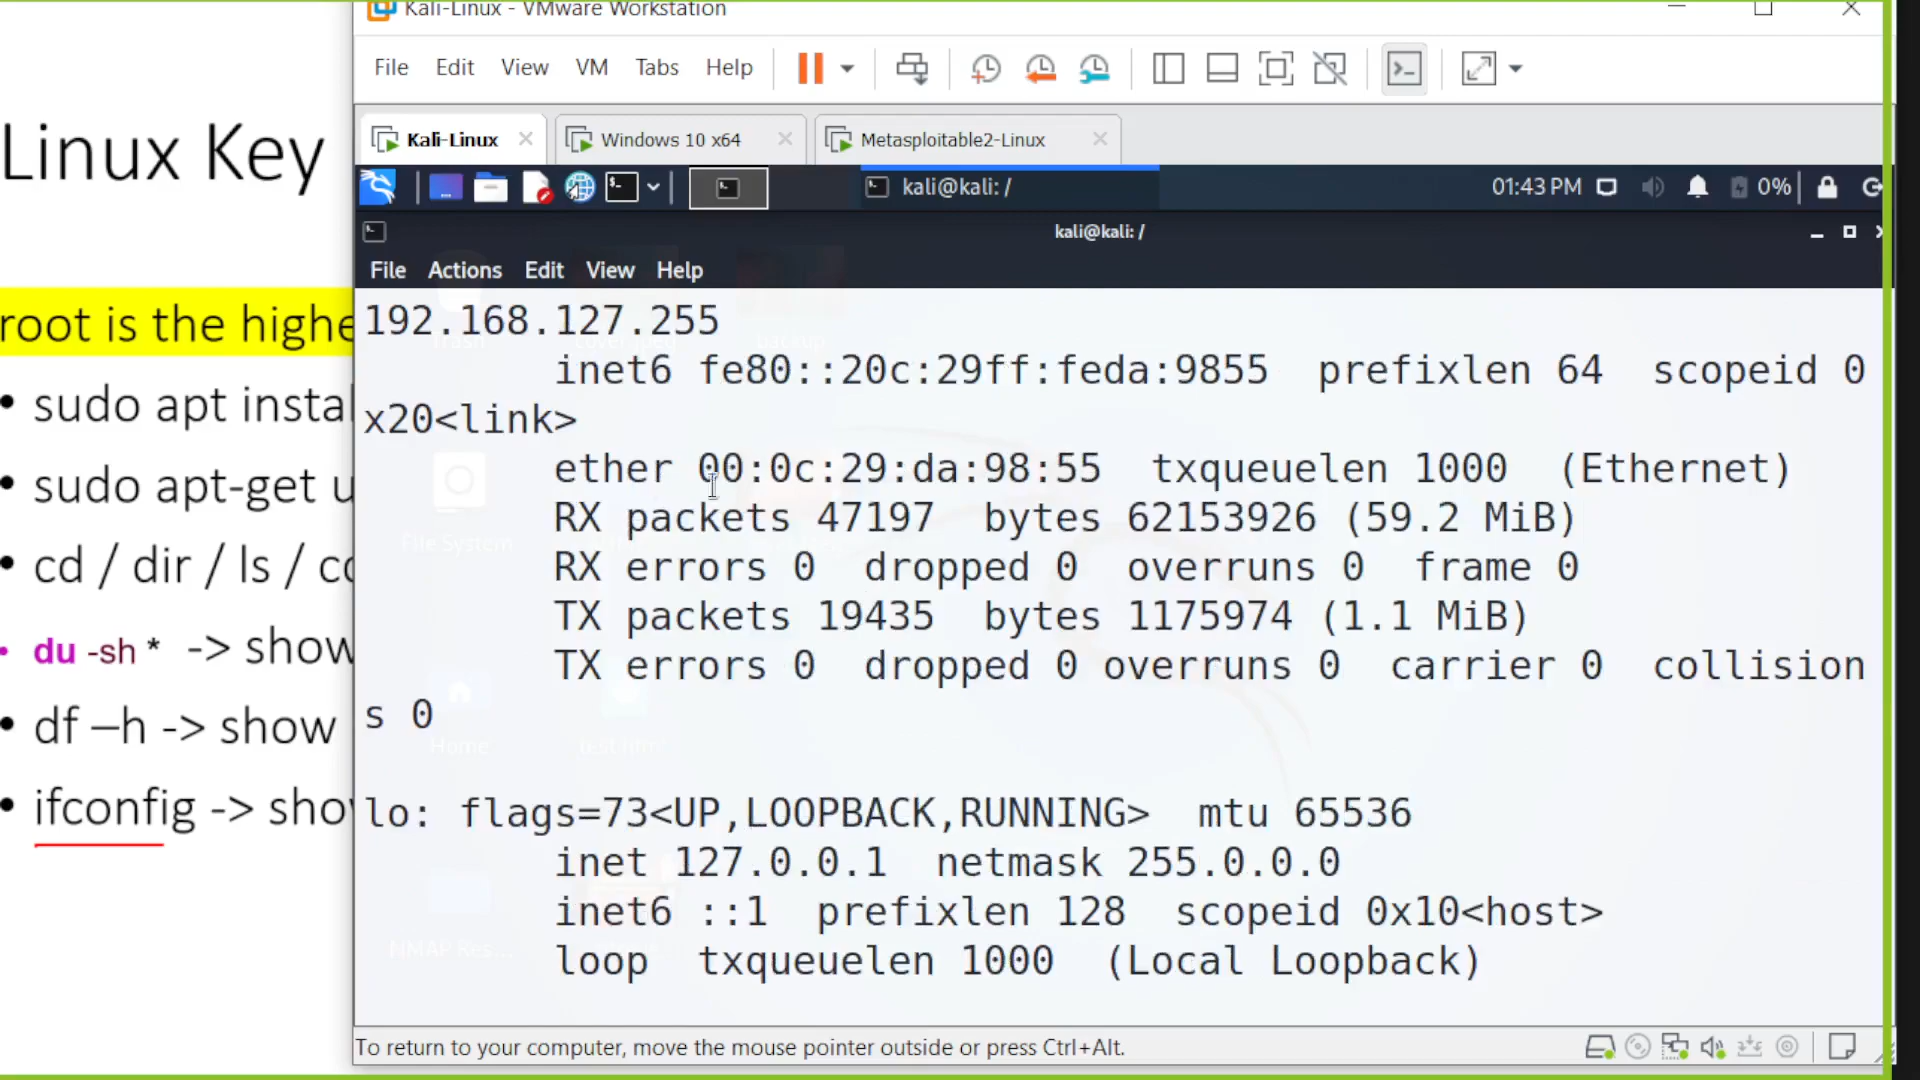 Kali-Linux - VMware Workstation
File Edit View VM Tabs Help
Kali-Linux
Windows 10 x64
Metasploitable2-Linux
kali@kali: /
01:43 PM
0%
kali@kali: /
File Actions Edit View Help
192.168.127.255
inet6 fe80::20c:29ff:feda:9855 prefixlen 64 scopeid 0
x20<link>
ether 00:0c:29:da:98:55 txqueuelen 1000 (Ethernet)
RX packets 47197 bytes 62153926 (59.2 MiB)
RX errors 0 dropped 0 overruns 0 frame 0
TX packets 19435 bytes 1175974 (1.1 MiB)
TX errors 0 dropped 0 overruns 0 carrier 0 collision
s 0
lo: flags=73<UP,LOOPBACK,RUNNING> mtu 65536
inet 127.0.0.1 netmask 255.0.0.0
inet6 ::1 prefixlen 128 scopeid 0x10<host>
loop txqueuelen 1000 (Local Loopback)
Trash
File System
Home
NMAP Res...
To return to your computer, move the mouse pointer outside or press Ctrl+Alt.
Linux Key
root is the highe
• sudo apt instal
• sudo apt-get u
• cd / dir / ls / co
• du -sh * -> show
• df –h -> show
• ifconfig -> show